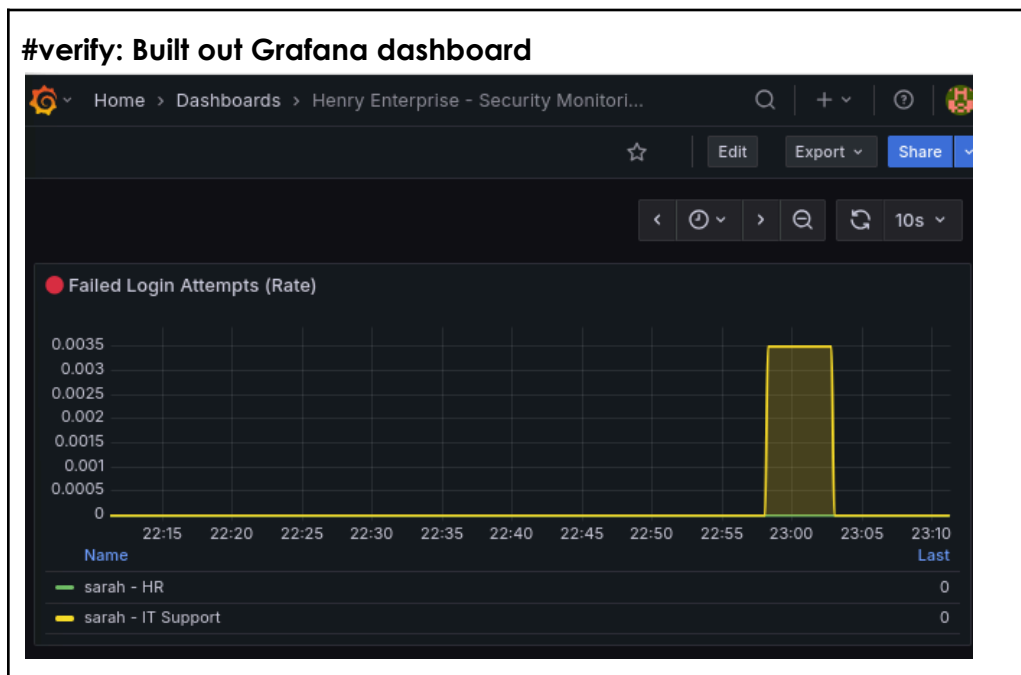 #verify: Built out Grafana dashboard
Home > Dashboards > Henry Enterprise - Security Monitori...
Edit Export Share
10s
Failed Login Attempts (Rate)
0.0035
0.003
0.0025
0.002
0.0015
0.001
0.0005
0
22:15 22:20 22:25 22:30 22:35 22:40 22:45 22:50 22:55 23:00 23:05 23:10
Name Last
sarah - HR 0
sarah - IT Support 0